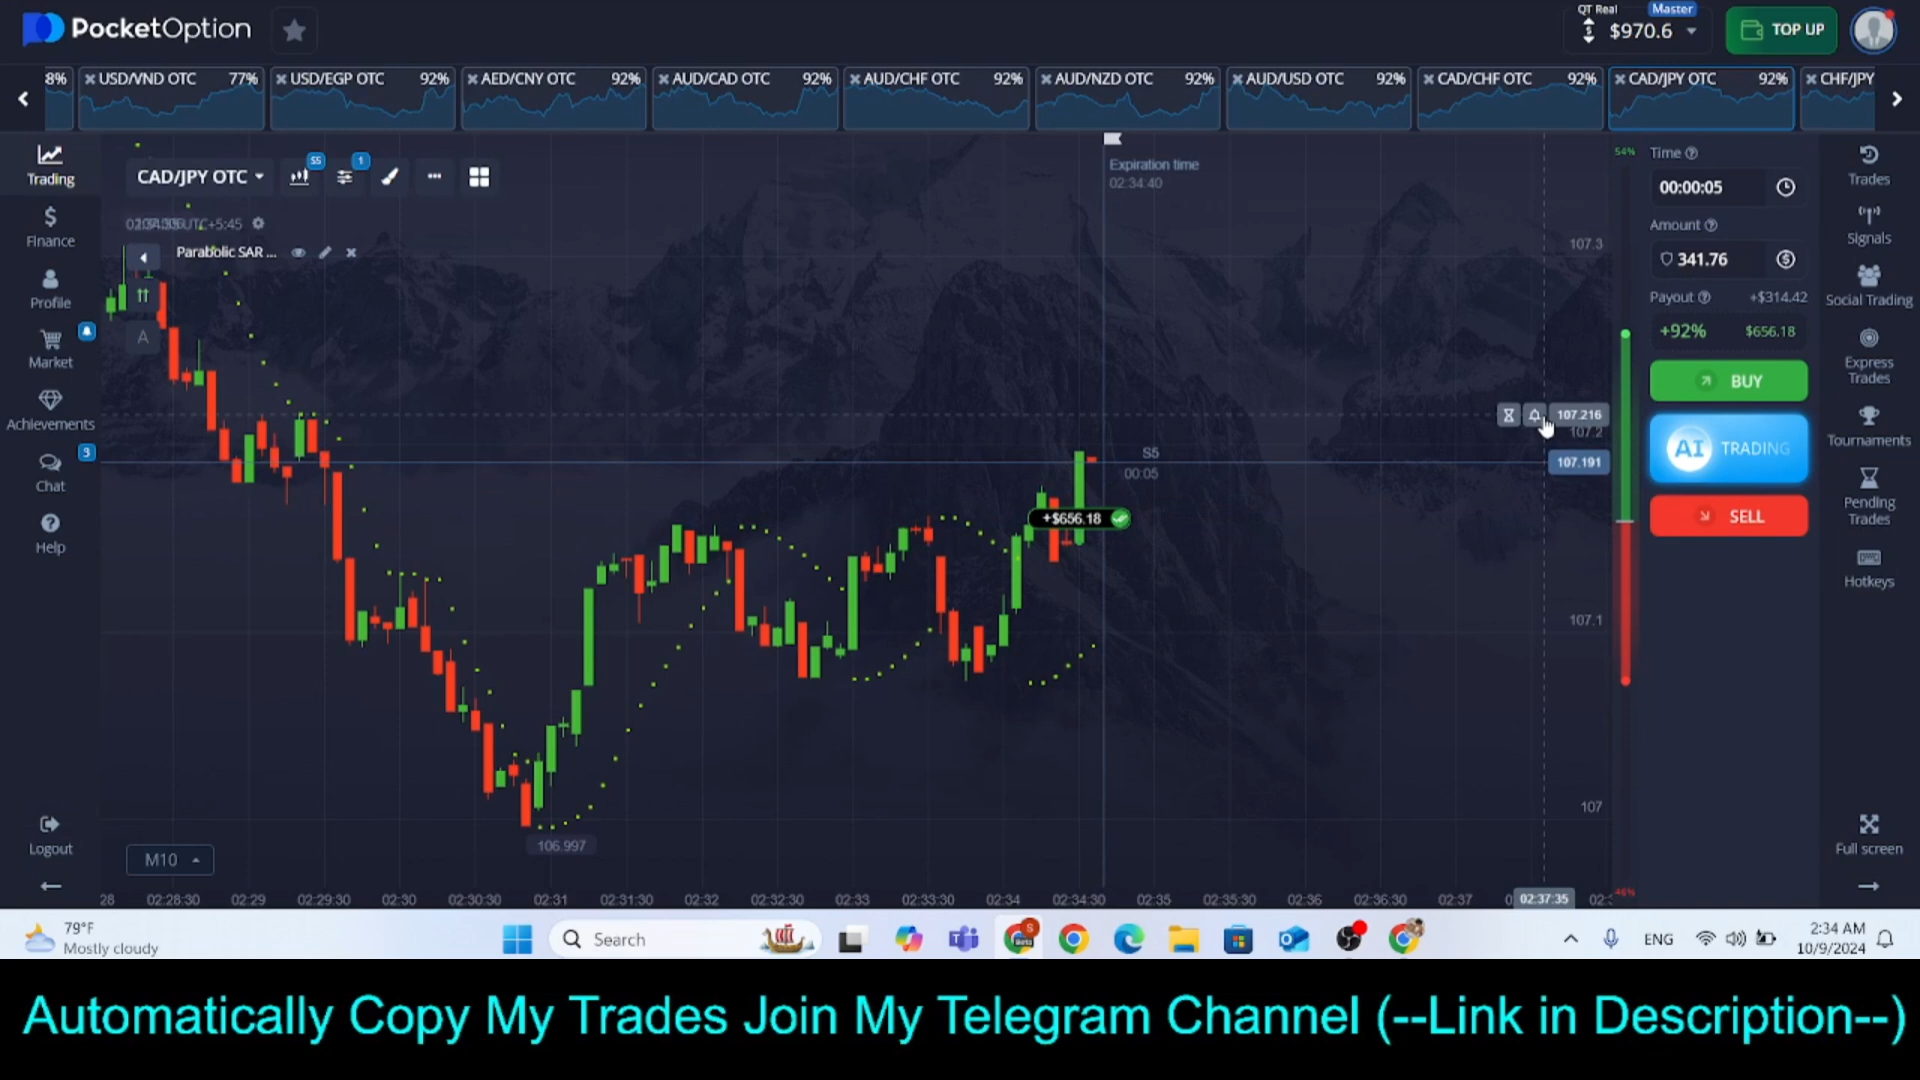 PocketOption
QT Real
Master
$970.6
TOP UP
8%
USD/VND OTC 77%
USD/EGP OTC 92%
AED/CNY OTC 92%
AUD/CAD OTC 92%
AUD/CHF OTC 92%
AUD/NZD OTC 92%
AUD/USD OTC 92%
CAD/CHF OTC 92%
CAD/JPY OTC 92%
CHF/JPY
Trading
Finance
Profile
Market
Achievements
3
Chat
Help
Logout
CAD/JPY OTC
S5
1
UTC+5:45
Parabolic SAR ...
A
Expiration time
02:34:40
107.3
107.216
107.2
107.191
S5
00:05
+$656.18
107.1
107
106.997
M10
28 02:28:30 02:29 02:29:30 02:30 02:30:30 02:31 02:31:30 02:32 02:32:30 02:33 02:33:30 02:34 02:34:30 02:35 02:35:30 02:36 02:36:30 02:37 02:37:35
54%
46%
Time
00:00:05
Amount
341.76
Payout +$314.42
+92% $656.18
BUY
AI TRADING
SELL
Trades
Signals
Social Trading
Express
Trades
Tournaments
Pending
Trades
Hotkeys
Full screen
79°F
Mostly cloudy
Search
ENG
2:34 AM
10/9/2024
Automatically Copy My Trades Join My Telegram Channel (--Link in Description--)